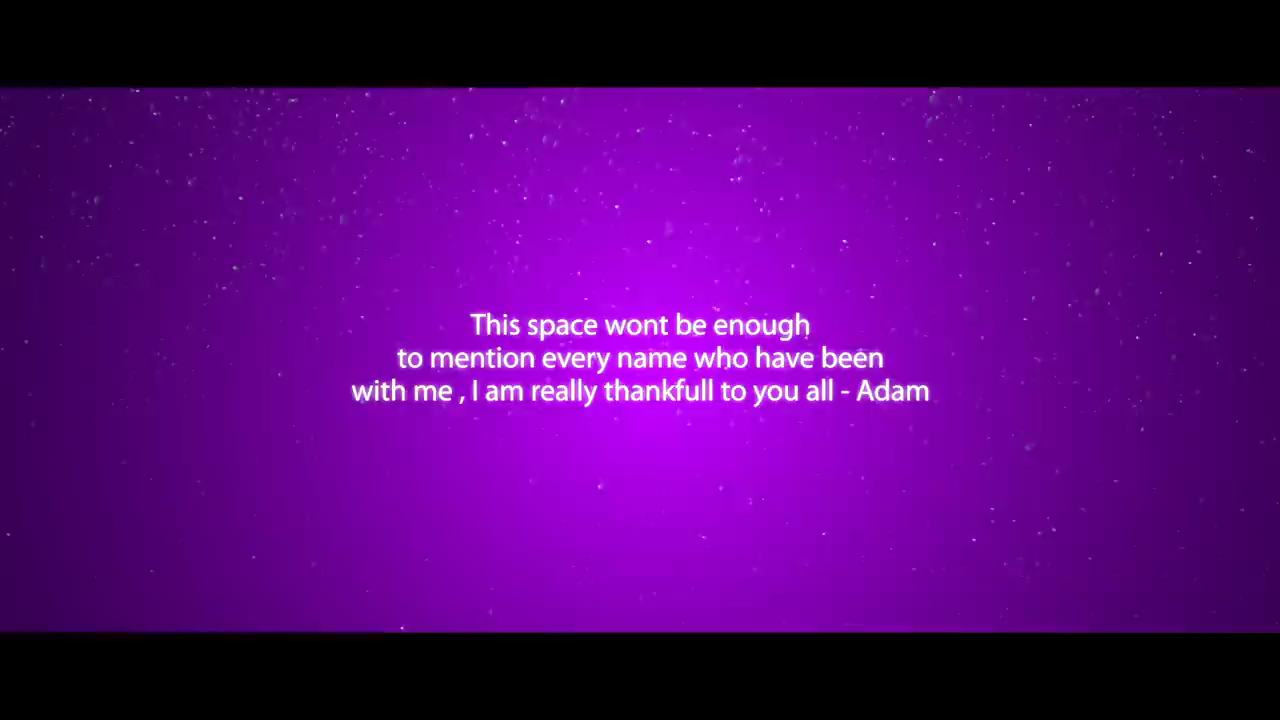 This space wont be enough
to mention every name who have been
with me , I am really thankfull to you all - Adam